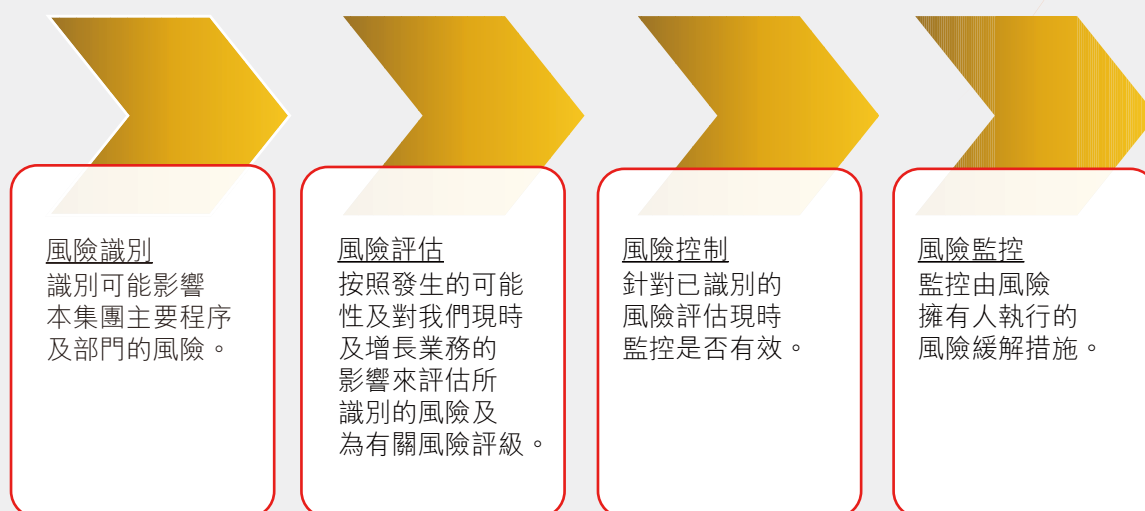 風險識別
識別可能影響
本集團主要程序
及部門的風險。
風險評估
按照發生的可能
性及對我們現時
及增長業務的
影響來評估所
識別的風險及
為有關風險評級。
風險控制
針對已識別的
風險評估現時
監控是否有效。
風險監控
監控由風險
擁有人執行的
風險緩解措施。